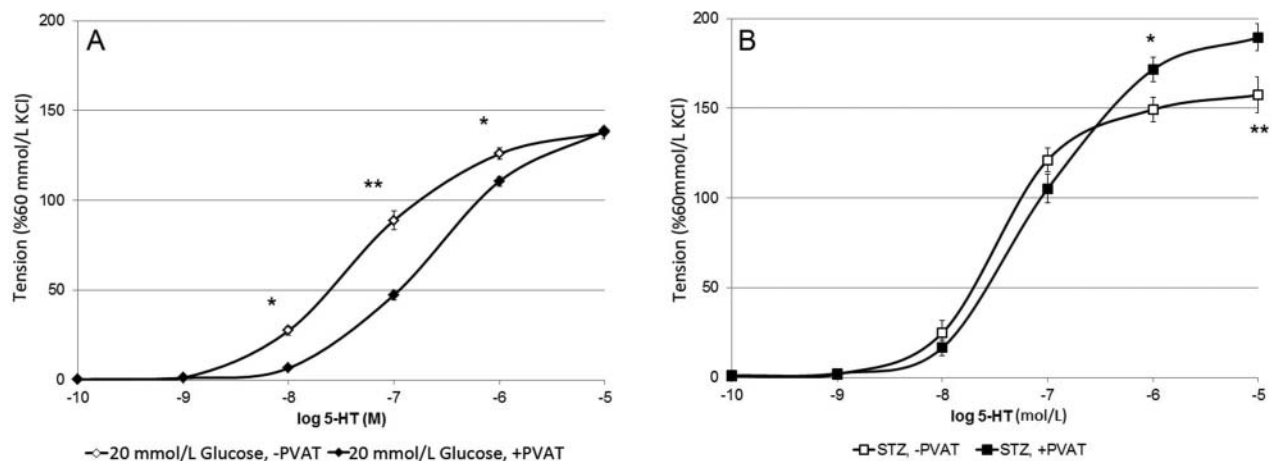 A
200
150
100
50
0
Tension (%60 mmol/L KCl)
*
**
*
-10 -9 -8 -7 -6 -5
log 5-HT (M)
20 mmol/L Glucose, -PVAT 20 mmol/L Glucose, +PVAT
B
200
150
100
50
0
Tension (%60mmol/L KCl)
*
**
-10 -9 -8 -7 -6 -5
log 5-HT (mol/L)
STZ, -PVAT STZ, +PVAT